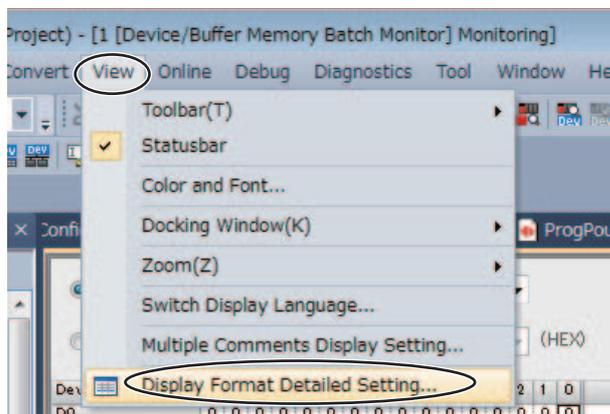 Project) - [1 [Device/Buffer Memory Batch Monitor] Monitoring]
Convert View Online Debug Diagnostics Tool Window He
Toolbar(T)
Dev
Statusbar
Dev
Color and Font...
Docking Window(K)
Confi ProgPou
Zoom(Z)
Switch Display Language...
Multiple Comments Display Setting... (HEX)
Display Format Detailed Setting...
Dev 2 1 0
D0 0 0 0 0 0 0 0 0 0 0 0 0 0 0 0 0